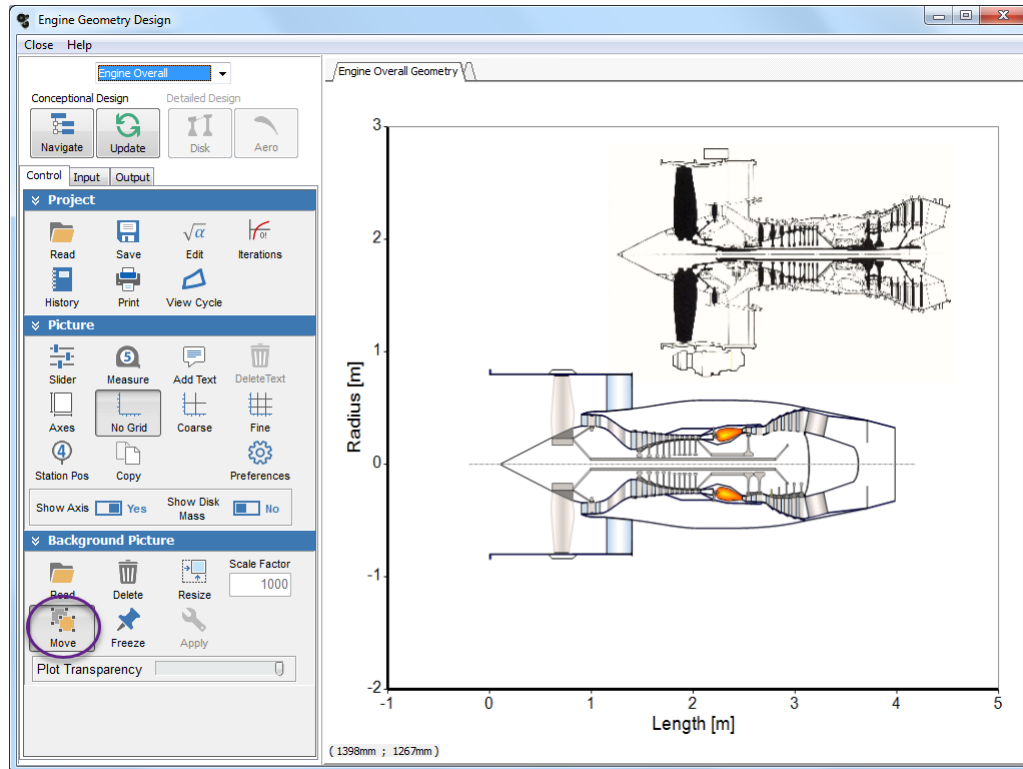 Engine Geometry Design
Close Help
Engine Overall
Conceptional Design Detailed Design
Navigate Update Disk Aero
Control Input Output
Project
√α
0!
Read Save Edit Iterations
History Print View Cycle
Picture
5
Slider Measure Add Text DeleteText
Axes No Grid Coarse Fine
4
Station Pos Copy Preferences
Show Axis Yes Show Disk Mass No
Background Picture
Scale Factor
1000
Read Delete Resize
Move Freeze Apply
Plot Transparency
Engine Overall Geometry
3
2
1
0
-1
-2
Radius [m]
-1 0 1 2 3 4 5
Length [m]
( 1398mm ; 1267mm )